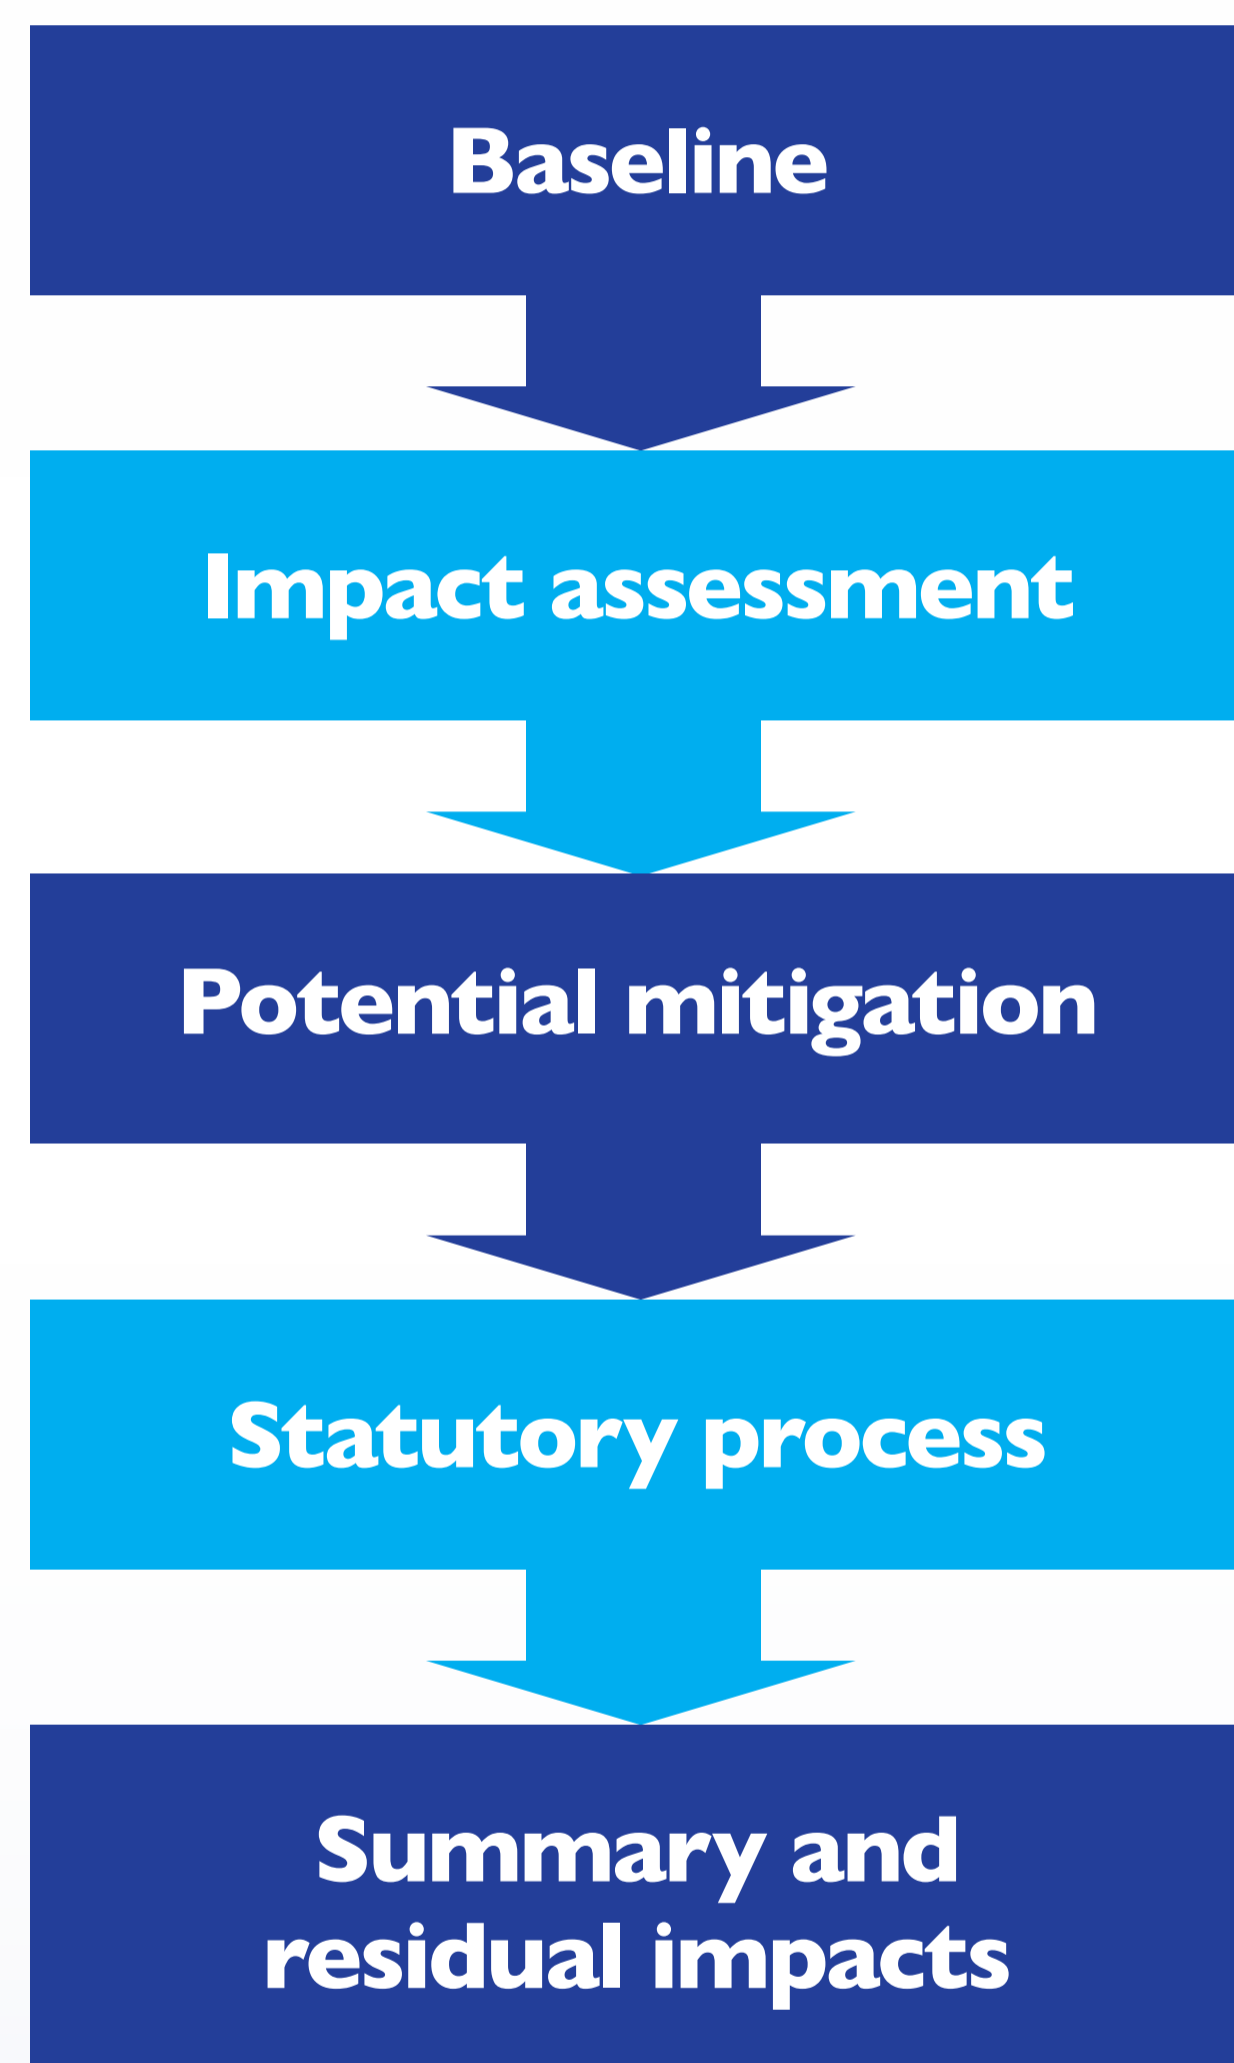 Baseline
Impact assessment
Potential mitigation
Statutory process
Summary and
residual impacts